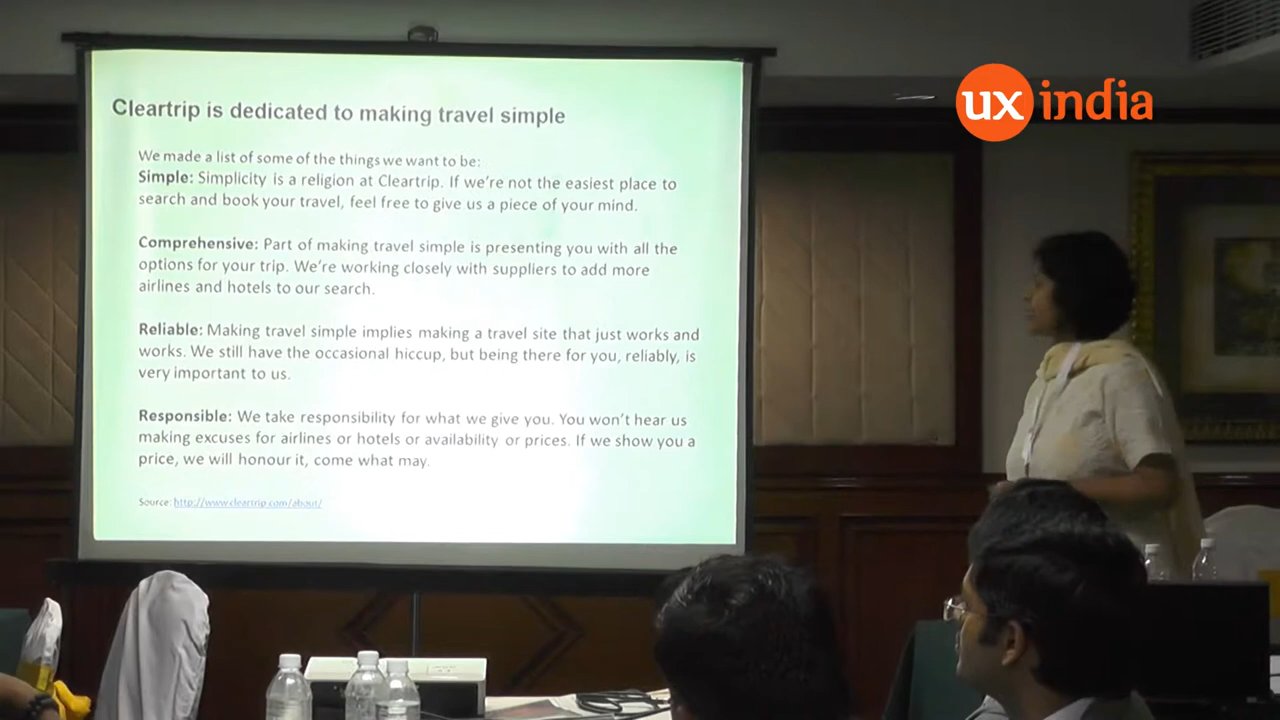 Cleartrip is dedicated to making travel simple
We made a list of some of the things we want to be:
Simple: Simplicity is a religion at Cleartrip. If we're not the easiest place to
search and book your travel, feel free to give us a piece of your mind.
Comprehensive: Part of making travel simple is presenting you with all the
options for your trip. We're working closely with suppliers to add more
airlines and hotels to our search.
Reliable: Making travel simple implies making a travel site that just works and
works. We still have the occasional hiccup, but being there for you, reliably, is
very important to us.
Responsible: We take responsibility for what we give you. You won't hear us
making excuses for airlines or hotels or availability or prices. If we show you a
price, we will honour it, come what may.
Source: http://www.cleartrip.com/about/
ux india